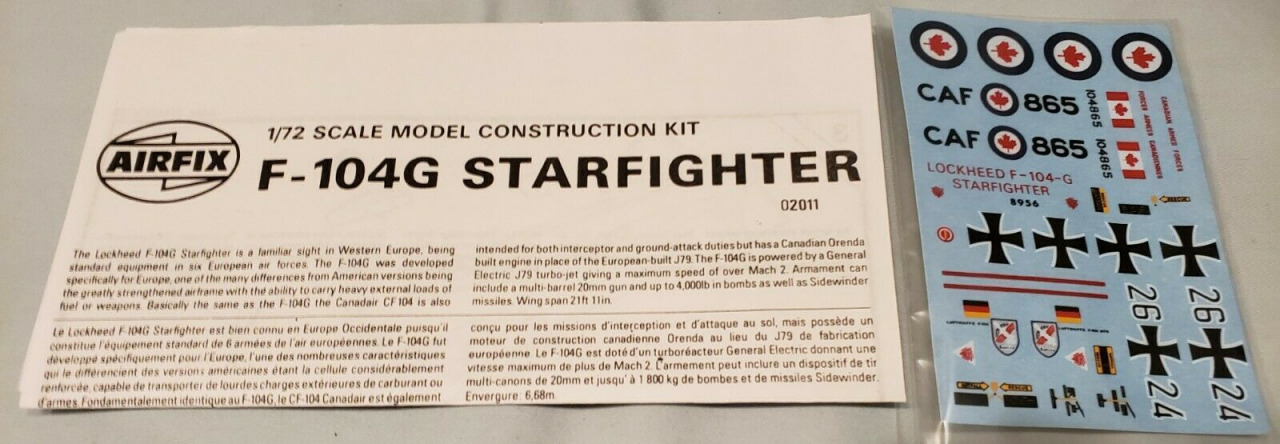 AIRFIX
1/72 SCALE MODEL CONSTRUCTION KIT
F-104G STARFIGHTER
02011
The Lockheed F-104G Starfighter is a familiar sight in Western Europe, being
standard equipment in six European air forces. The F-104G was developed
specifically for Europe, one of the many differences from American versions being
the greatly strengthened airframe with the ability to carry heavy external loads of
fuel or weapons. Basically the same as the F-104G the Canadair CF 104 is also
intended for both interceptor and ground-attack duties but has a Canadian Orenda
built engine in place of the European-built J79. The F-104G is powered by a General
Electric J79 turbo-jet giving a maximum speed of over Mach 2. Armament can
include a multi-barrel 20mm gun and up to 4,000lb in bombs as well as Sidewinder
missiles. Wing span 21ft 11in.
Le Lockheed F-104G Starfighter est bien connu en Europe Occidentale puisqu'il
constitue l'équipement standard de 6 armées de l'air européennes. Le F-104G fut
développé spécifiquement pour l'Europe, l'une des nombreuses caractéristiques
qui le différencient des versions américaines étant la cellule considérablement
renforcée, capable de transporter de lourdes charges extérieures de carburant ou
d'armes. Fondamentalement identique au F-104G, le CF-104 Canadair est également
conçu pour les missions d'interception et d'attaque au sol, mais possède un
moteur de construction canadienne Orenda au lieu du J79 de fabrication
européenne. Le F-104G est doté d'un turboréacteur General Electric donnant une
vitesse maximum de plus de Mach 2. L'armement peut inclure un dispositif de tir
multi-canons de 20mm et jusqu'à 1 800 kg de bombes et de missiles Sidewinder.
Envergure: 6,68m
CAF 865
104865
CAF 865
104865
CANADIAN ARMED FORCES
FORCES ARMEES CANADIENNES
LOCKHEED F-104-G
STARFIGHTER
8956
RESCUE
26
26
24
24
RESCUE